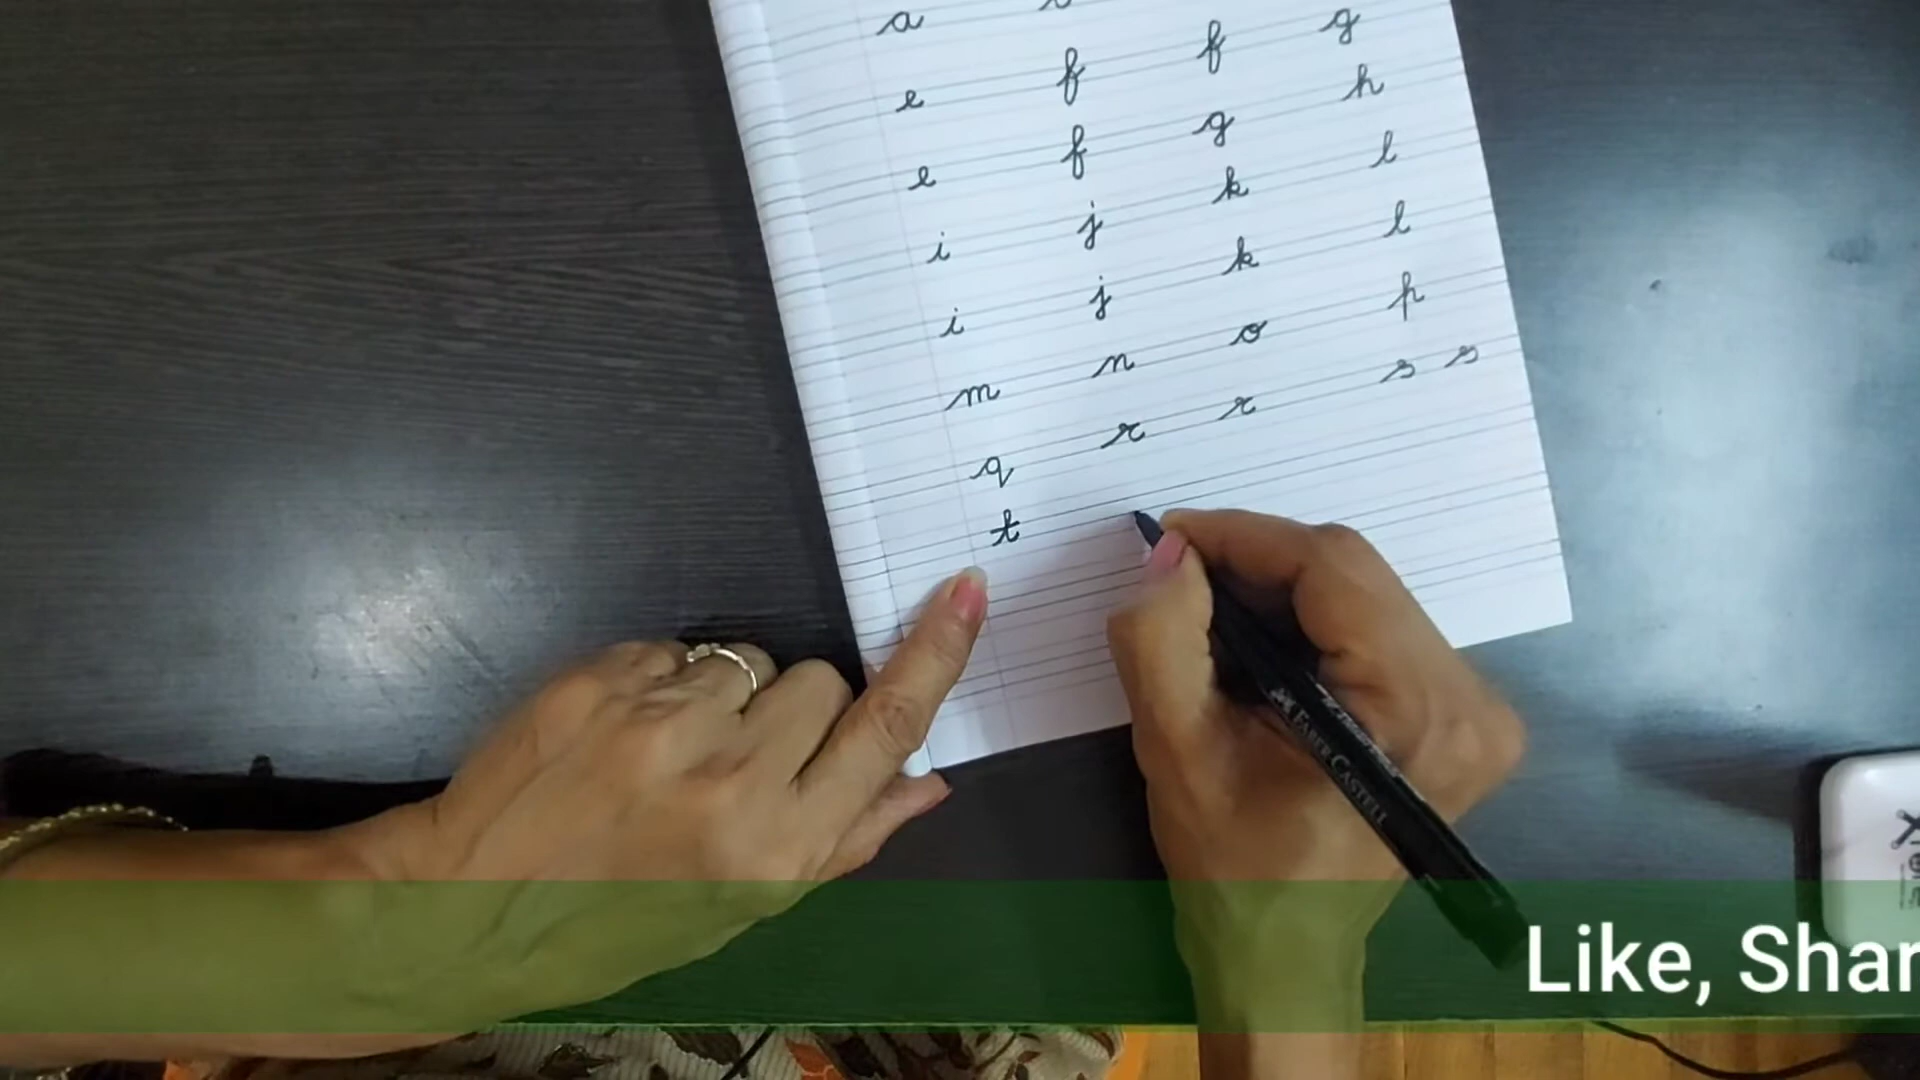 a
e f f g
e f g h
i j k l
i j k l
m n o p
q r r s s
t
FABER CASTELL
Like, Shar